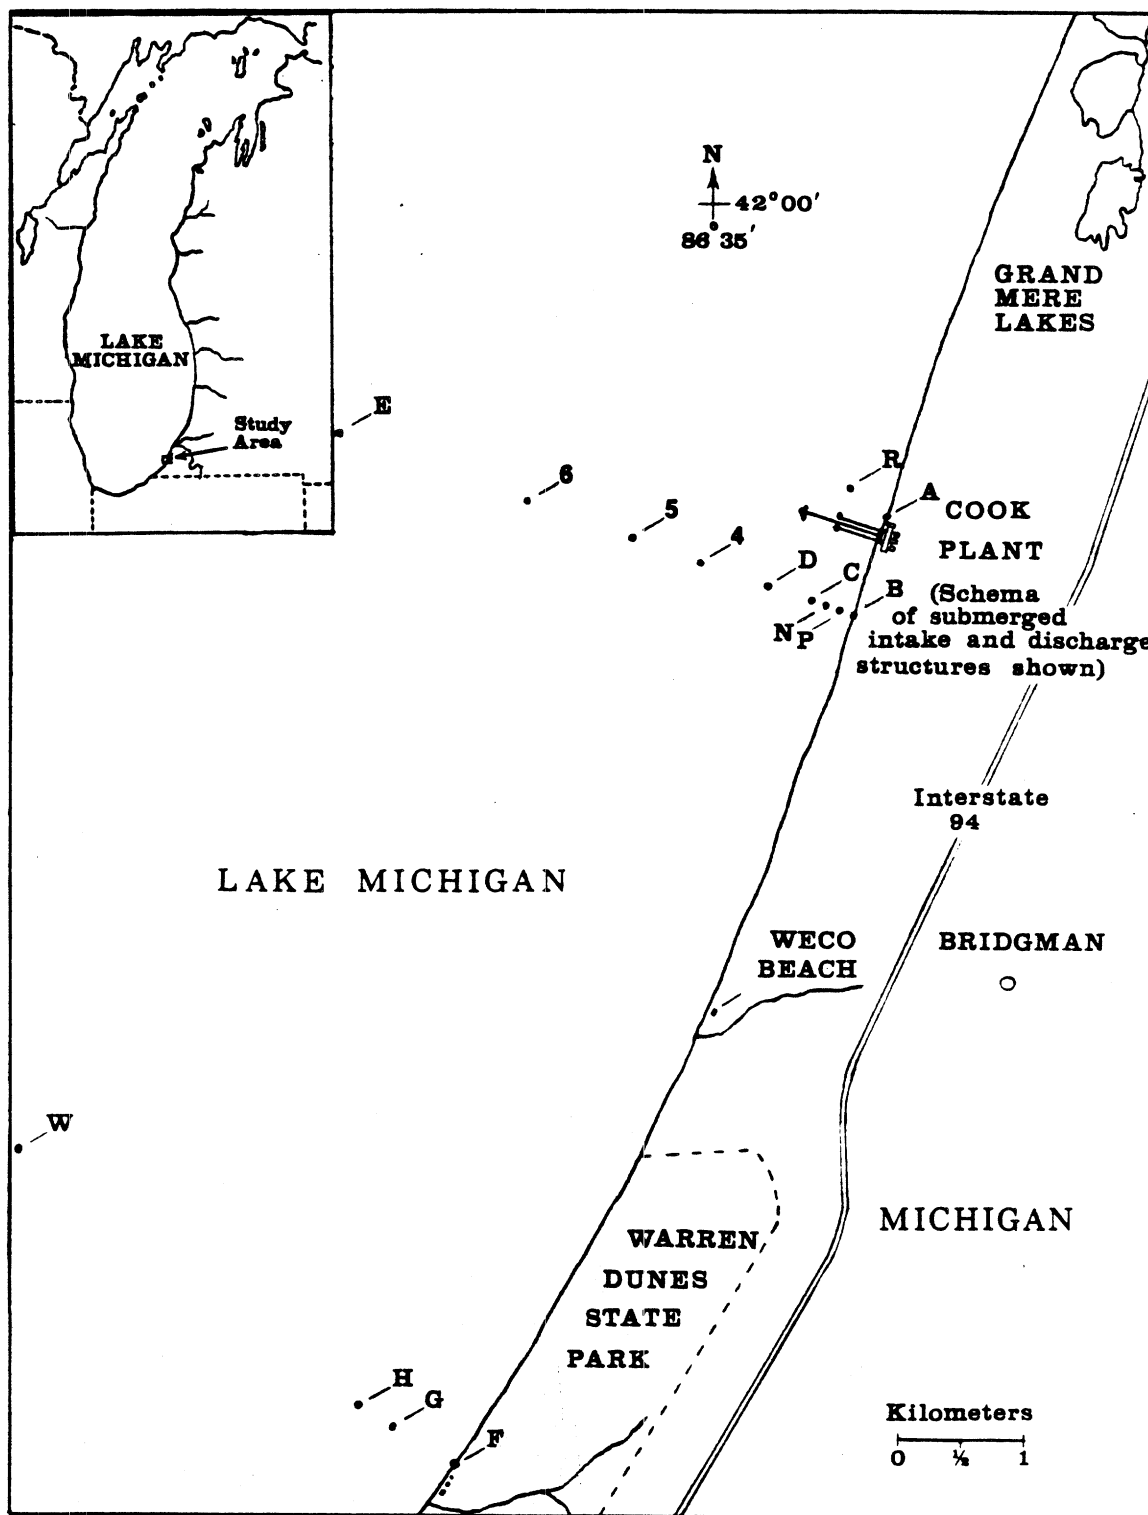 LAKE
MICHIGAN
Study
Area
N
42°00'
86 35'
GRAND
MERE
LAKES
E
6
5
4
D
C
B
N
P
R
A
COOK
PLANT
(Schema
of submerged
intake and discharge
structures shown)
Interstate
94
LAKE MICHIGAN
WECO
BEACH
BRIDGMAN
W
MICHIGAN
WARREN
DUNES
STATE
PARK
H
G
F
Kilometers
0 ½ 1